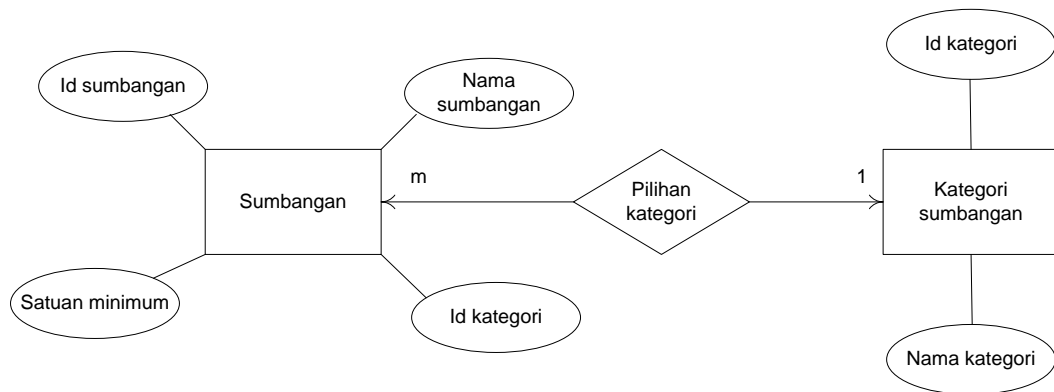 Id kategori
Id sumbangan
Nama
sumbangan
m
1
Sumbangan
Pilihan
kategori
Kategori
sumbangan
Satuan minimum
Id kategori
Nama kategori